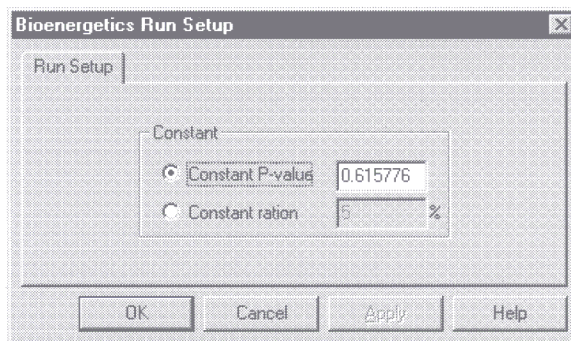 Bioenergetics Run Setup
Run Setup
Constant
Constant P-value 0.615776
Constant ration 5 %
OK Cancel Apply Help